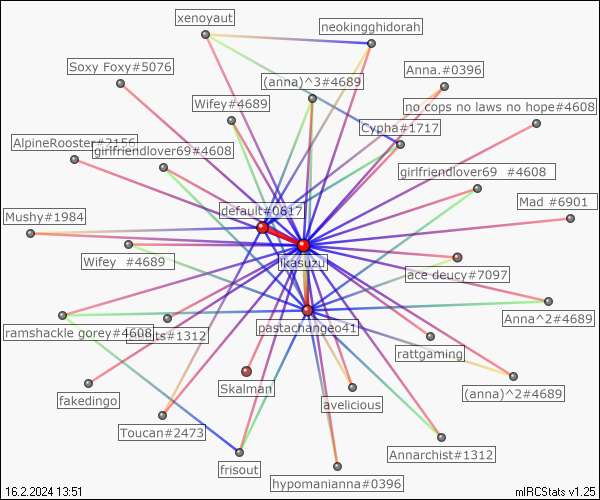 xenoyaut
neokingghidorah
Soxy Foxy#5076
(anna)^3#4689
Anna.#0396
Wifey#4689
no cops no laws no hope#4608
Cypha#1717
AlpineRooster#2156
girlfriendlover69#4608
girlfriendlover69 #4608
Mad #6901
default#0617
Mushy#1984
Wifey #4689
ikasuzu
ace deucy#7097
Anna^2#4689
pastachangeo41
ramshackle gorey#4608
#1312
rattgaming
Skalman
(anna)^2#4689
fakedingo
avelicious
Toucan#2473
Annarchist#1312
frisout
hypomanianna#0396
16.2.2024 13:51
mIRCStats v1.25